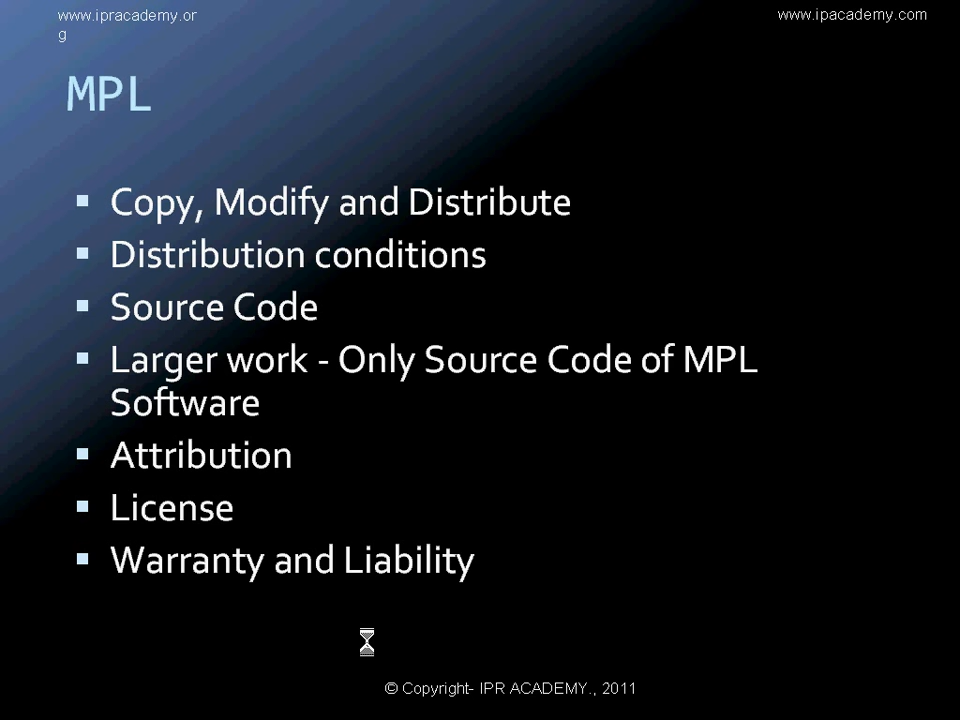 www.ipracademy.or
g
www.ipacademy.com
MPL
Copy, Modify and Distribute
Distribution conditions
Source Code
Larger work - Only Source Code of MPL
Software
Attribution
License
Warranty and Liability
© Copyright- IPR ACADEMY., 2011